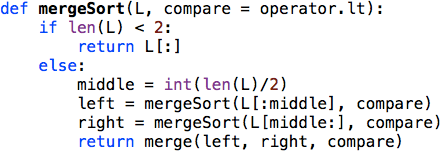 def mergeSort(L, compare = operator.lt):
    if len(L) < 2:
        return L[:]
    else:
        middle = int(len(L)/2)
        left = mergeSort(L[:middle], compare)
        right = mergeSort(L[middle:], compare)
        return merge(left, right, compare)